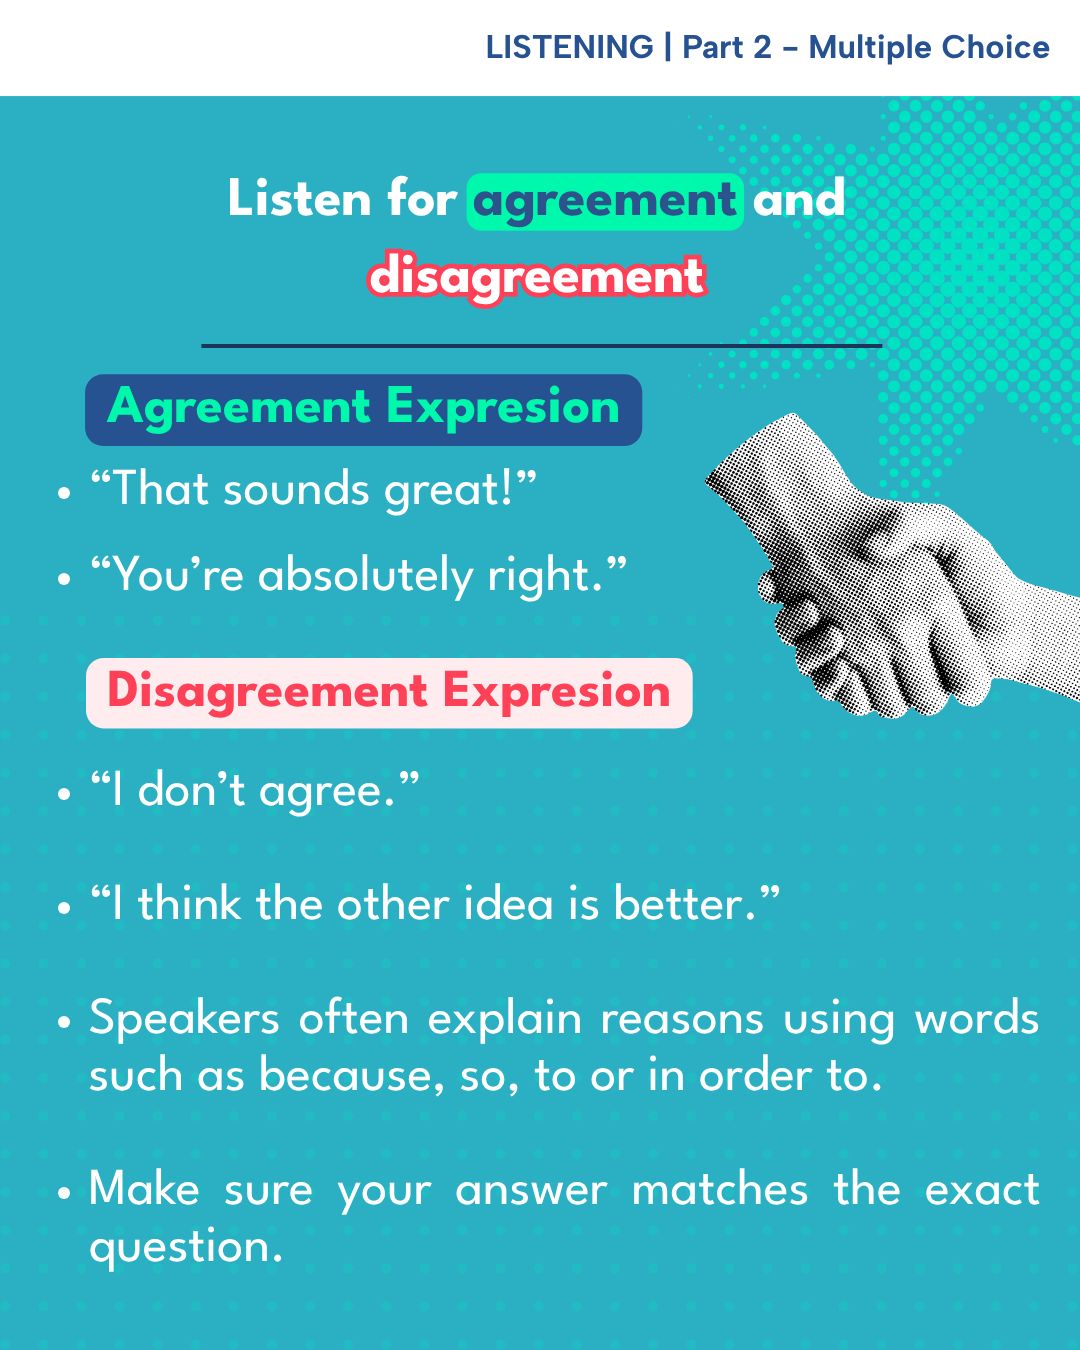 LISTENING | Part 2 – Multiple Choice
Listen for agreement and
disagreement
Agreement Expresion
• “That sounds great!”
• “You’re absolutely right.”
Disagreement Expresion
• “I don’t agree.”
• “I think the other idea is better.”
• Speakers often explain reasons using words
such as because, so, to or in order to.
• Make sure your answer matches the exact
question.